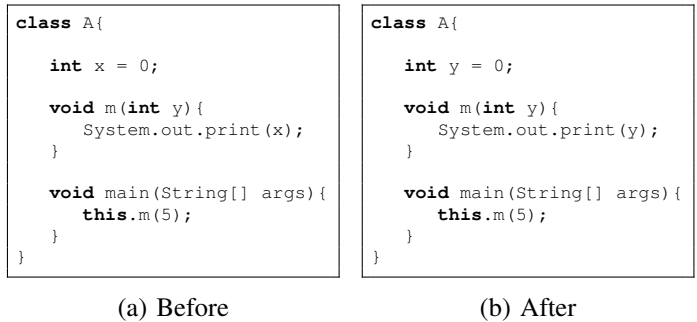 class A{
int x = 0;
void m(int y){
System.out.print(x);
}
void main(String[] args){
this.m(5);
}
}
(a) Before
class A{
int y = 0;
void m(int y){
System.out.print(y);
}
void main(String[] args){
this.m(5);
}
}
(b) After